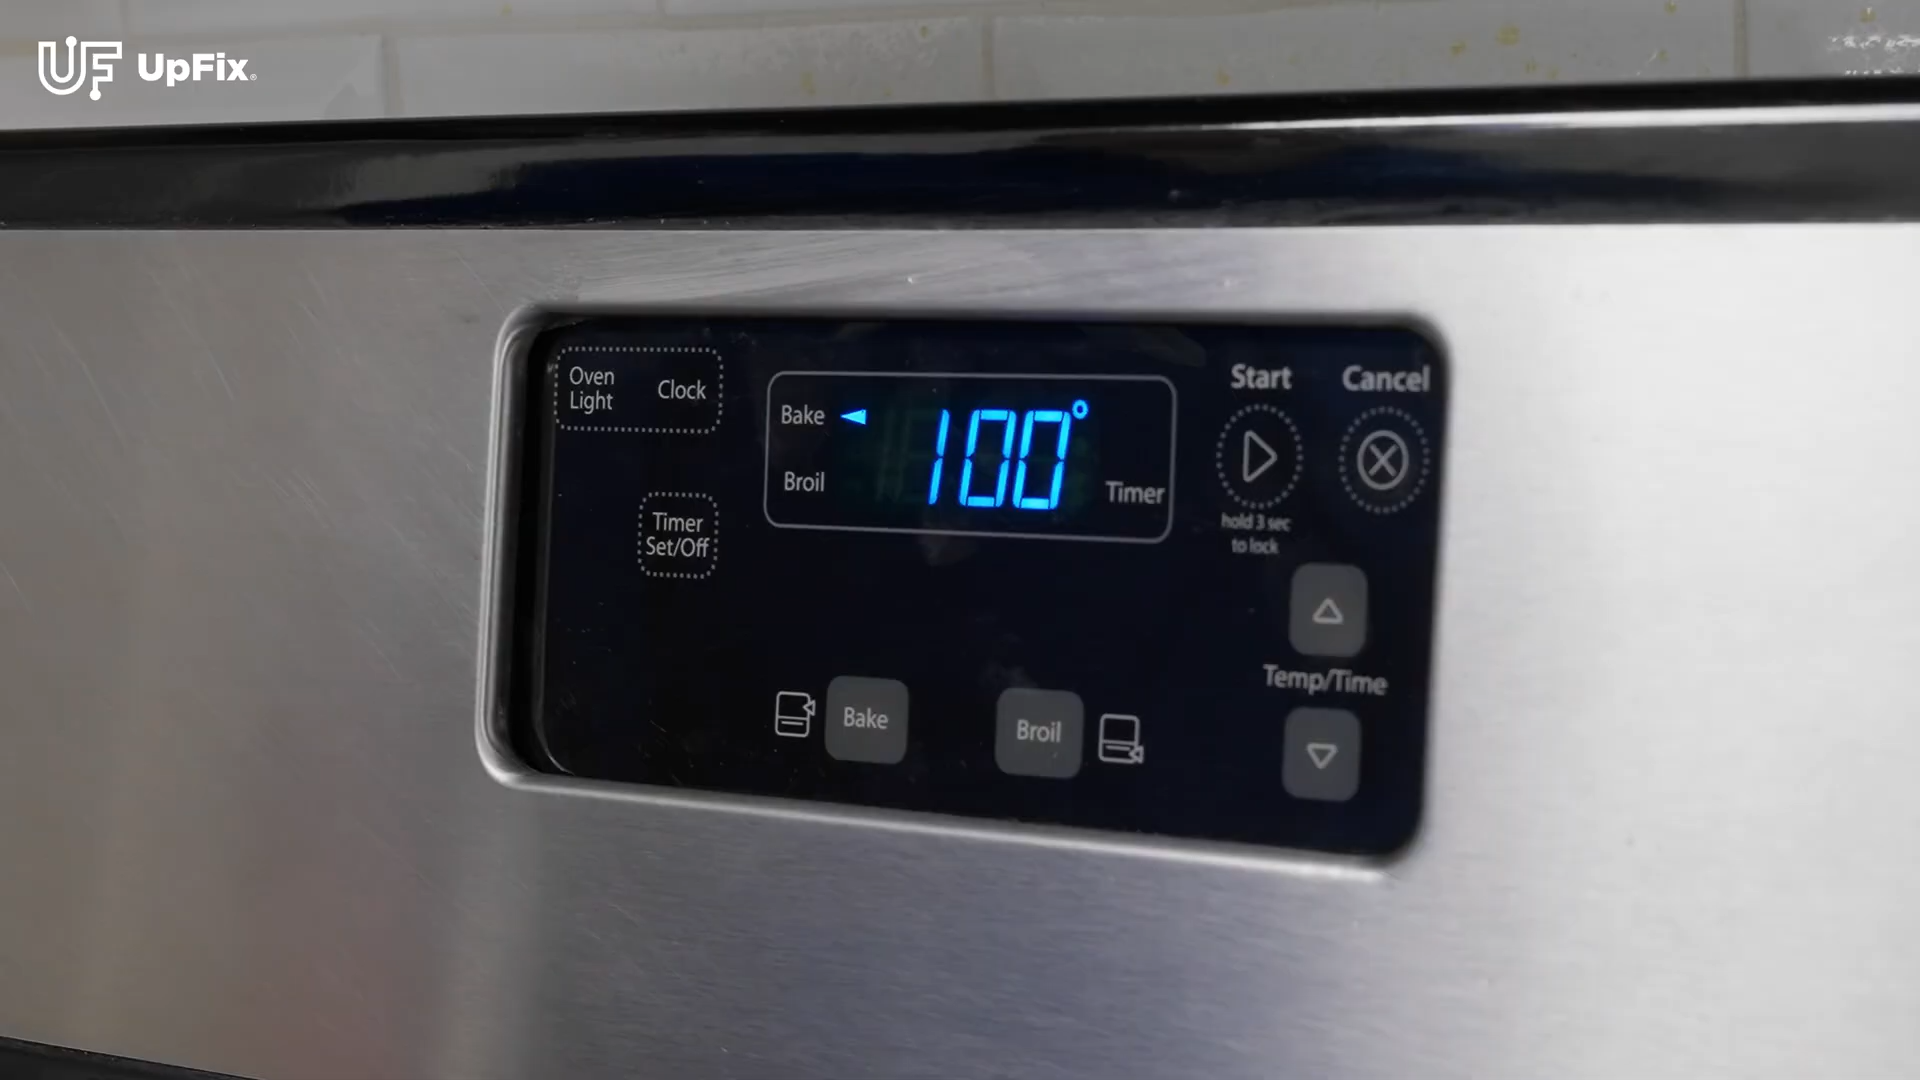 UF UpFix®
Oven
Light
Clock
Timer
Set/Off
Bake
100°
Broil
Timer
Start
Cancel
hold 3 sec
to lock
Temp/Time
Bake
Broil